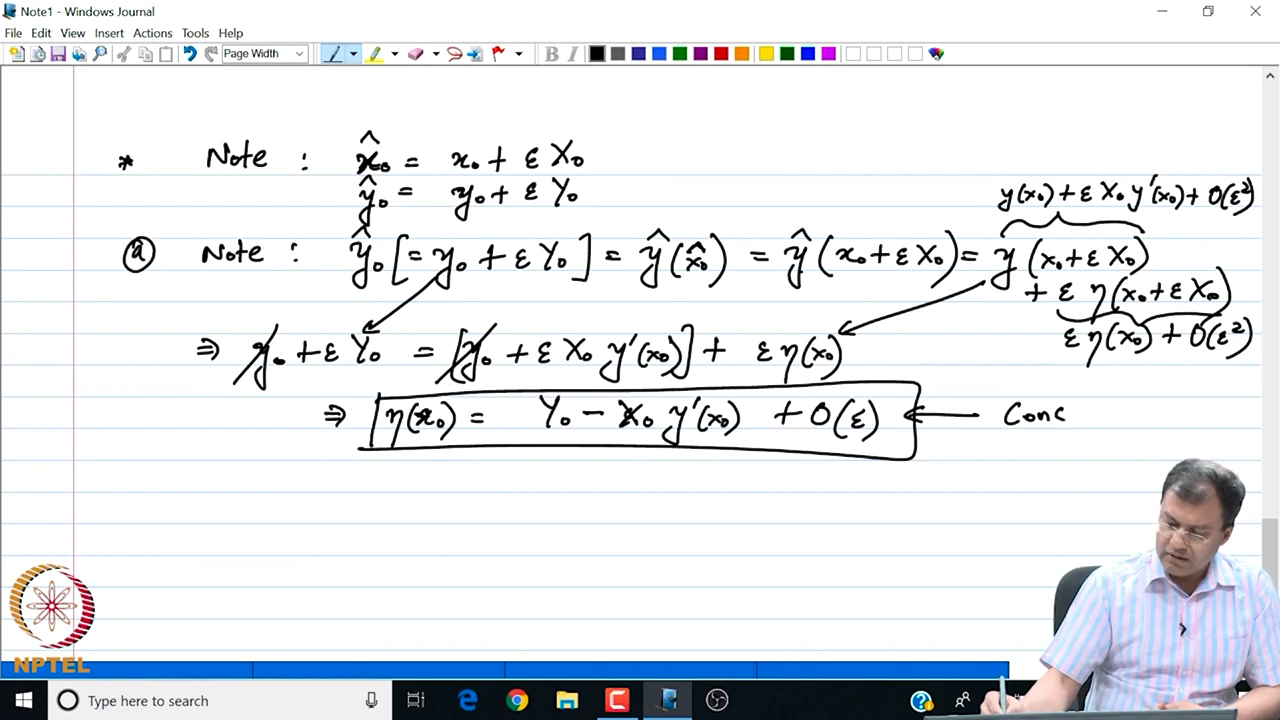 Note1 - Windows Journal
File Edit View Insert Actions Tools Help
Page Width
B I
* Note : x̂₀ = x₀ + ε X₀
ŷ₀ = y₀ + ε Y₀
y(x₀) + ε X₀ y'(x₀) + O(ε²)
ⓐ Note : ŷ₀ [= y₀ + ε Y₀] = ŷ(x̂₀) = ŷ(x₀ + ε X₀) = y(x₀ + ε X₀)
+ ε η(x₀ + ε X₀)
ε η(x₀) + O(ε²)
⇒ y₀ + ε Y₀ = [y₀ + ε X₀ y'(x₀)] + ε η(x₀)
⇒ η(x₀) = Y₀ − X₀ y'(x₀) + O(ε) ← Conc
NPTEL
Type here to search